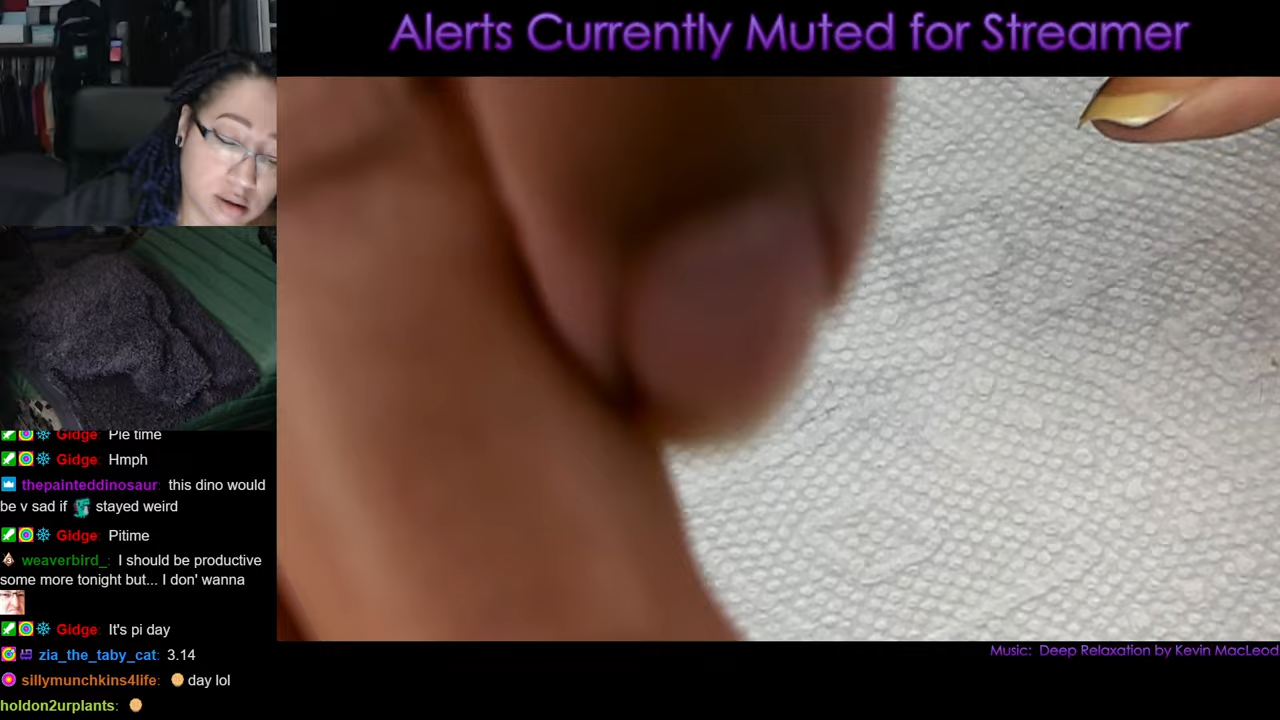 Alerts Currently Muted for Streamer
Gidge: Pie time
Gidge: Hmph
thepainteddinosaur: this dino would
be v sad if stayed weird
Gidge: Pitime
weaverbird_: I should be productive
some more tonight but... I don' wanna
Gidge: It's pi day
zia_the_taby_cat: 3.14
sillymunchkins4life: day lol
holdon2urplants:
Music: Deep Relaxation by Kevin MacLeod